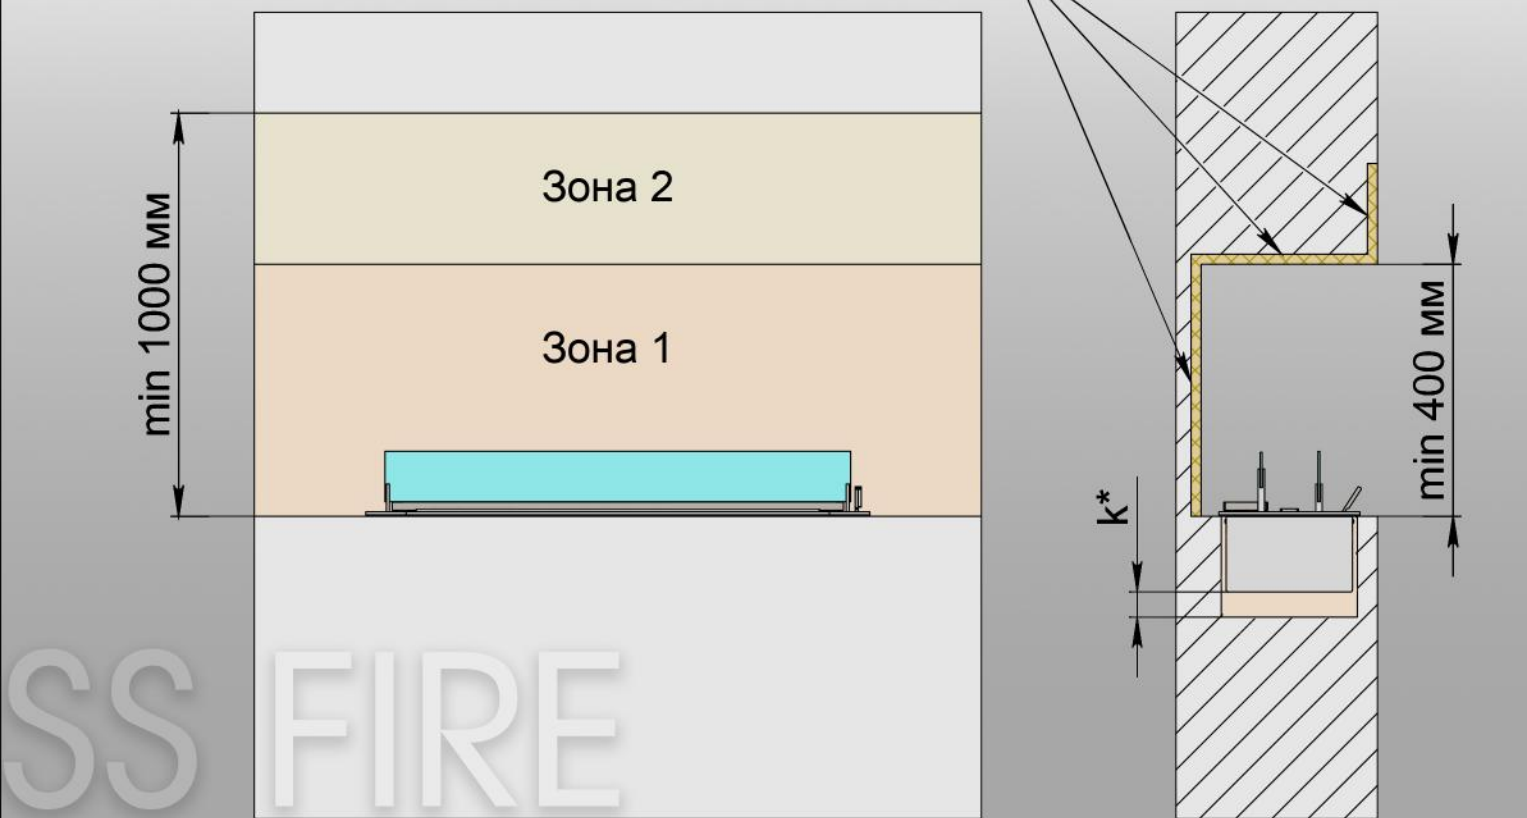 min 1000 мм
Зона 2
Зона 1
k*
min 400 мм
SS FIRE